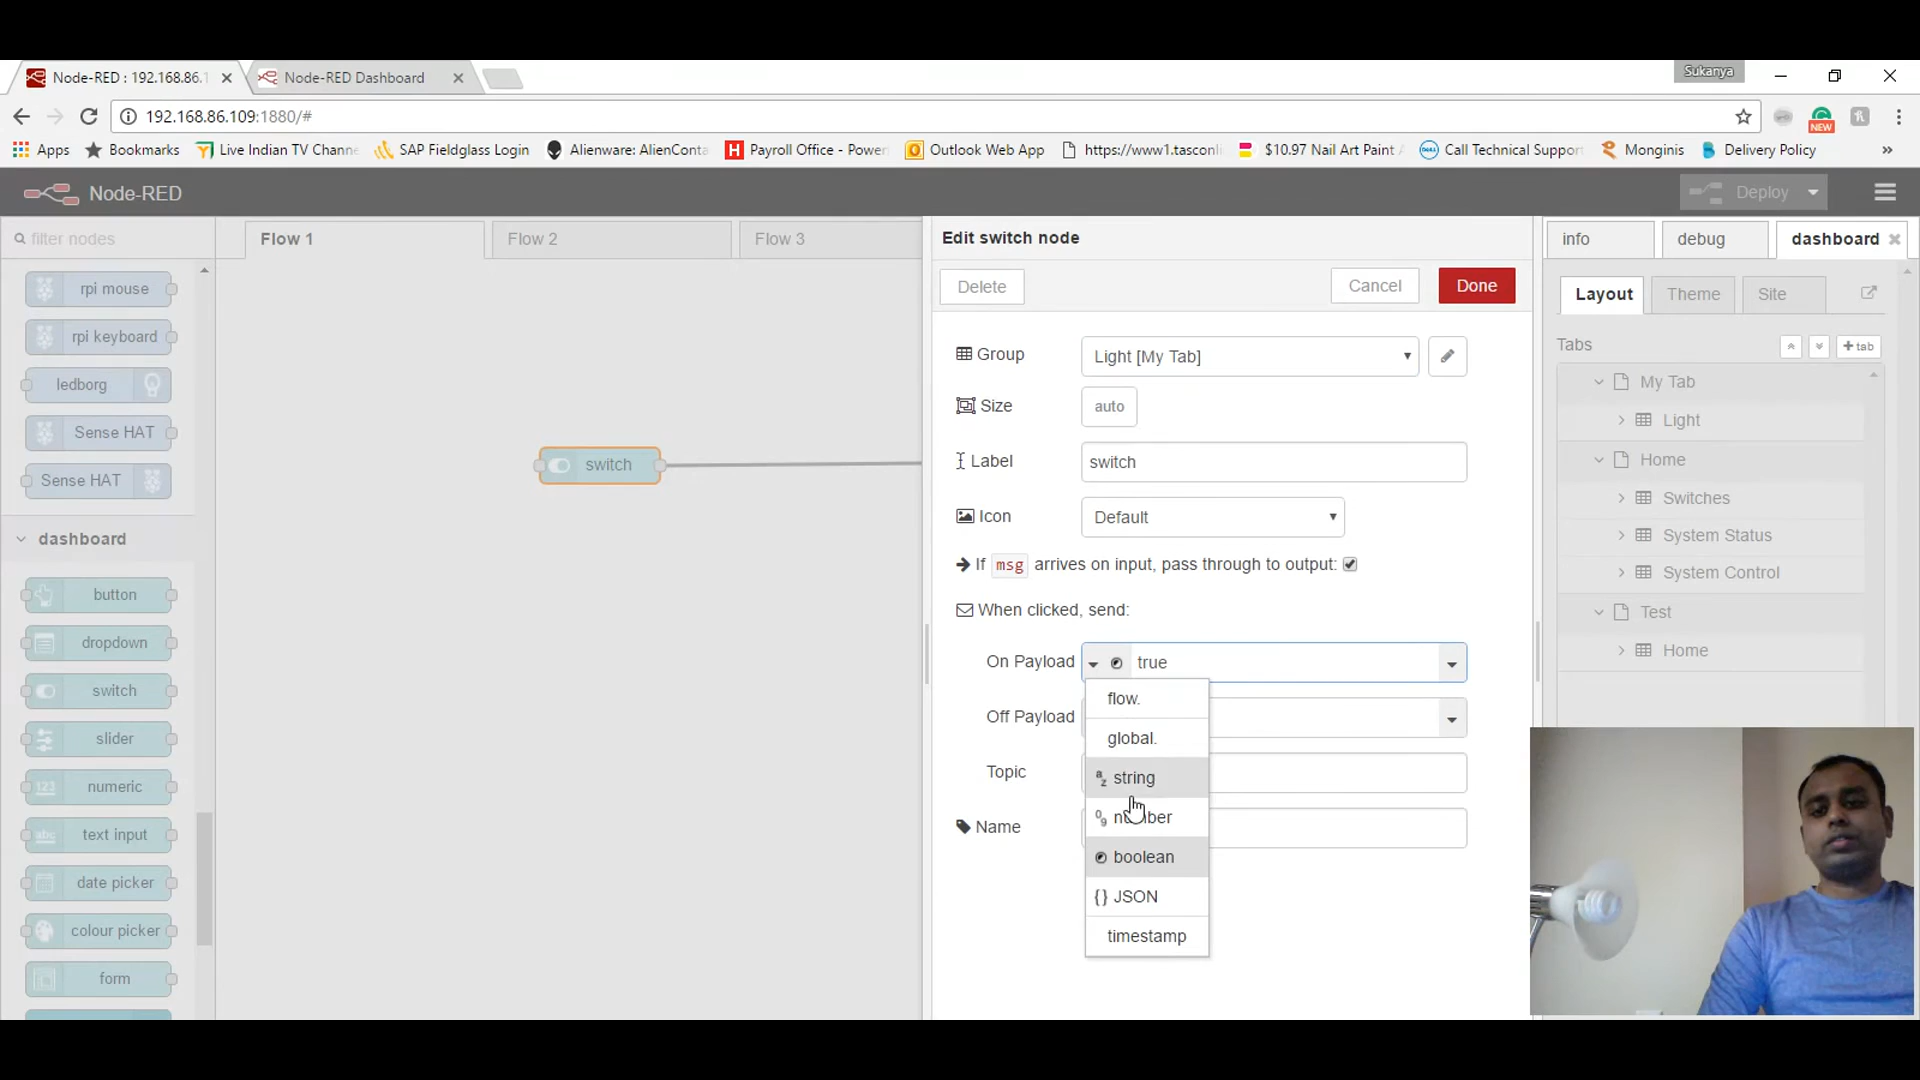 Node-RED : 192.168.86.1
Node-RED Dashboard
Sukanya
192.168.86.109:1880/#
NEW
Apps
Bookmarks
Live Indian TV Channe
SAP Fieldglass Login
Alienware: AlienConta
H
Payroll Office - Power
Outlook Web App
https://www1.tasconli
$10.97 Nail Art Paint
Call Technical Support
Monginis
Delivery Policy
»
Node-RED
Deploy
filter nodes
Flow 1
Flow 2
Flow 3
rpi mouse
rpi keyboard
ledborg
Sense HAT
Sense HAT
dashboard
button
dropdown
switch
slider
123 numeric
abc text input
date picker
colour picker
form
switch
Edit switch node
Delete
Cancel
Done
Group
Light [My Tab]
Size
auto
Label
switch
Icon
Default
If msg arrives on input, pass through to output:
When clicked, send:
On Payload
true
flow.
Off Payload
global.
Topic
string
number
Name
boolean
{} JSON
timestamp
info
debug
dashboard
Layout
Theme
Site
Tabs
+ tab
My Tab
Light
Home
Switches
System Status
System Control
Test
Home